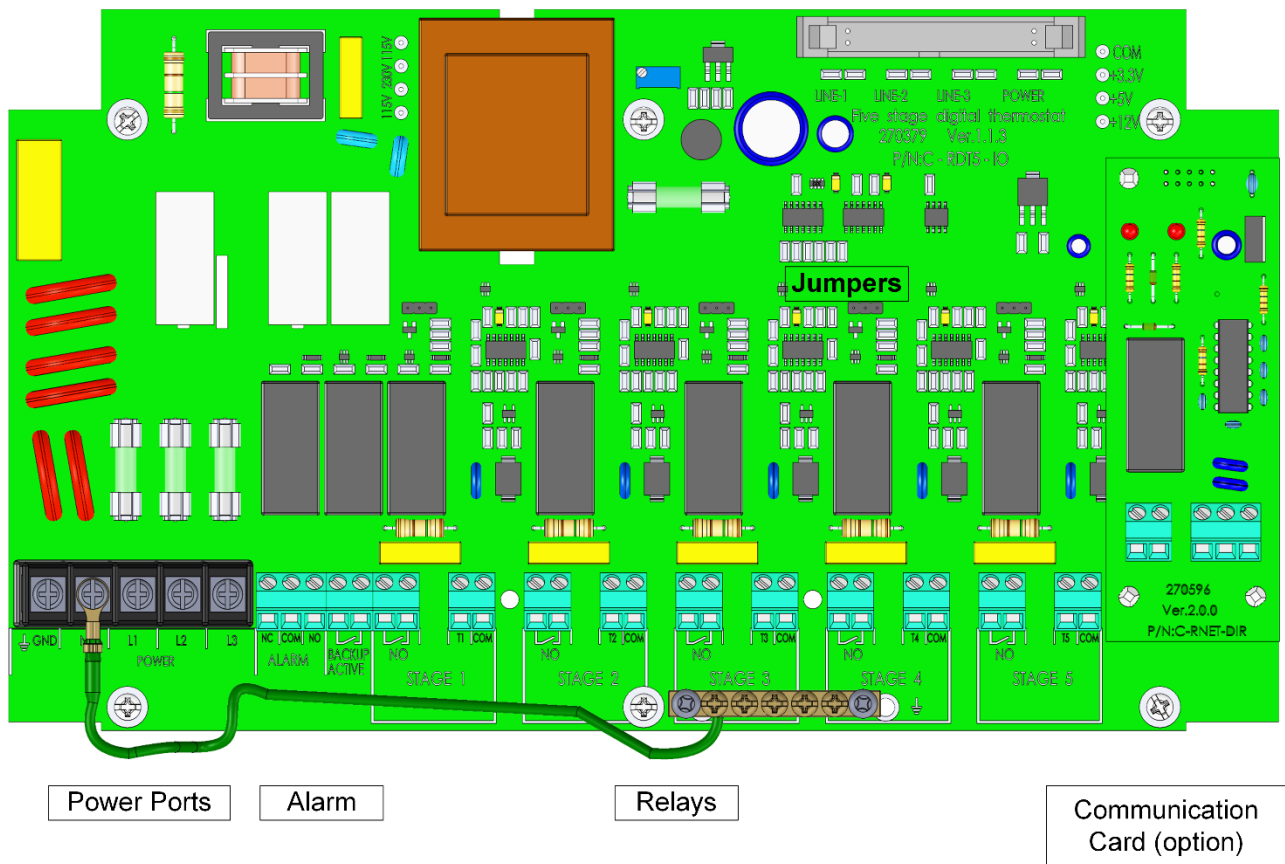 115V
230V
115V
COM
+3.3V
+5V
+12V
LINE-1 LINE-2 LINE-3 POWER
Five stage digital thermostat
270379 Ver.1.1.3
P/N:C - RDT5 - IO
Jumpers
270596
Ver.2.0.0
P/N:C-RNET-DIR
GND L1 L2 L3
POWER
NC COM NO
ALARM
BACKUP
ACTIVE
NO T1 COM
STAGE 1
NO T2 COM
STAGE 2
NO T3 COM
STAGE 3
NO T4 COM
STAGE 4
NO T5 COM
STAGE 5
Power Ports
Alarm
Relays
Communication
Card (option)